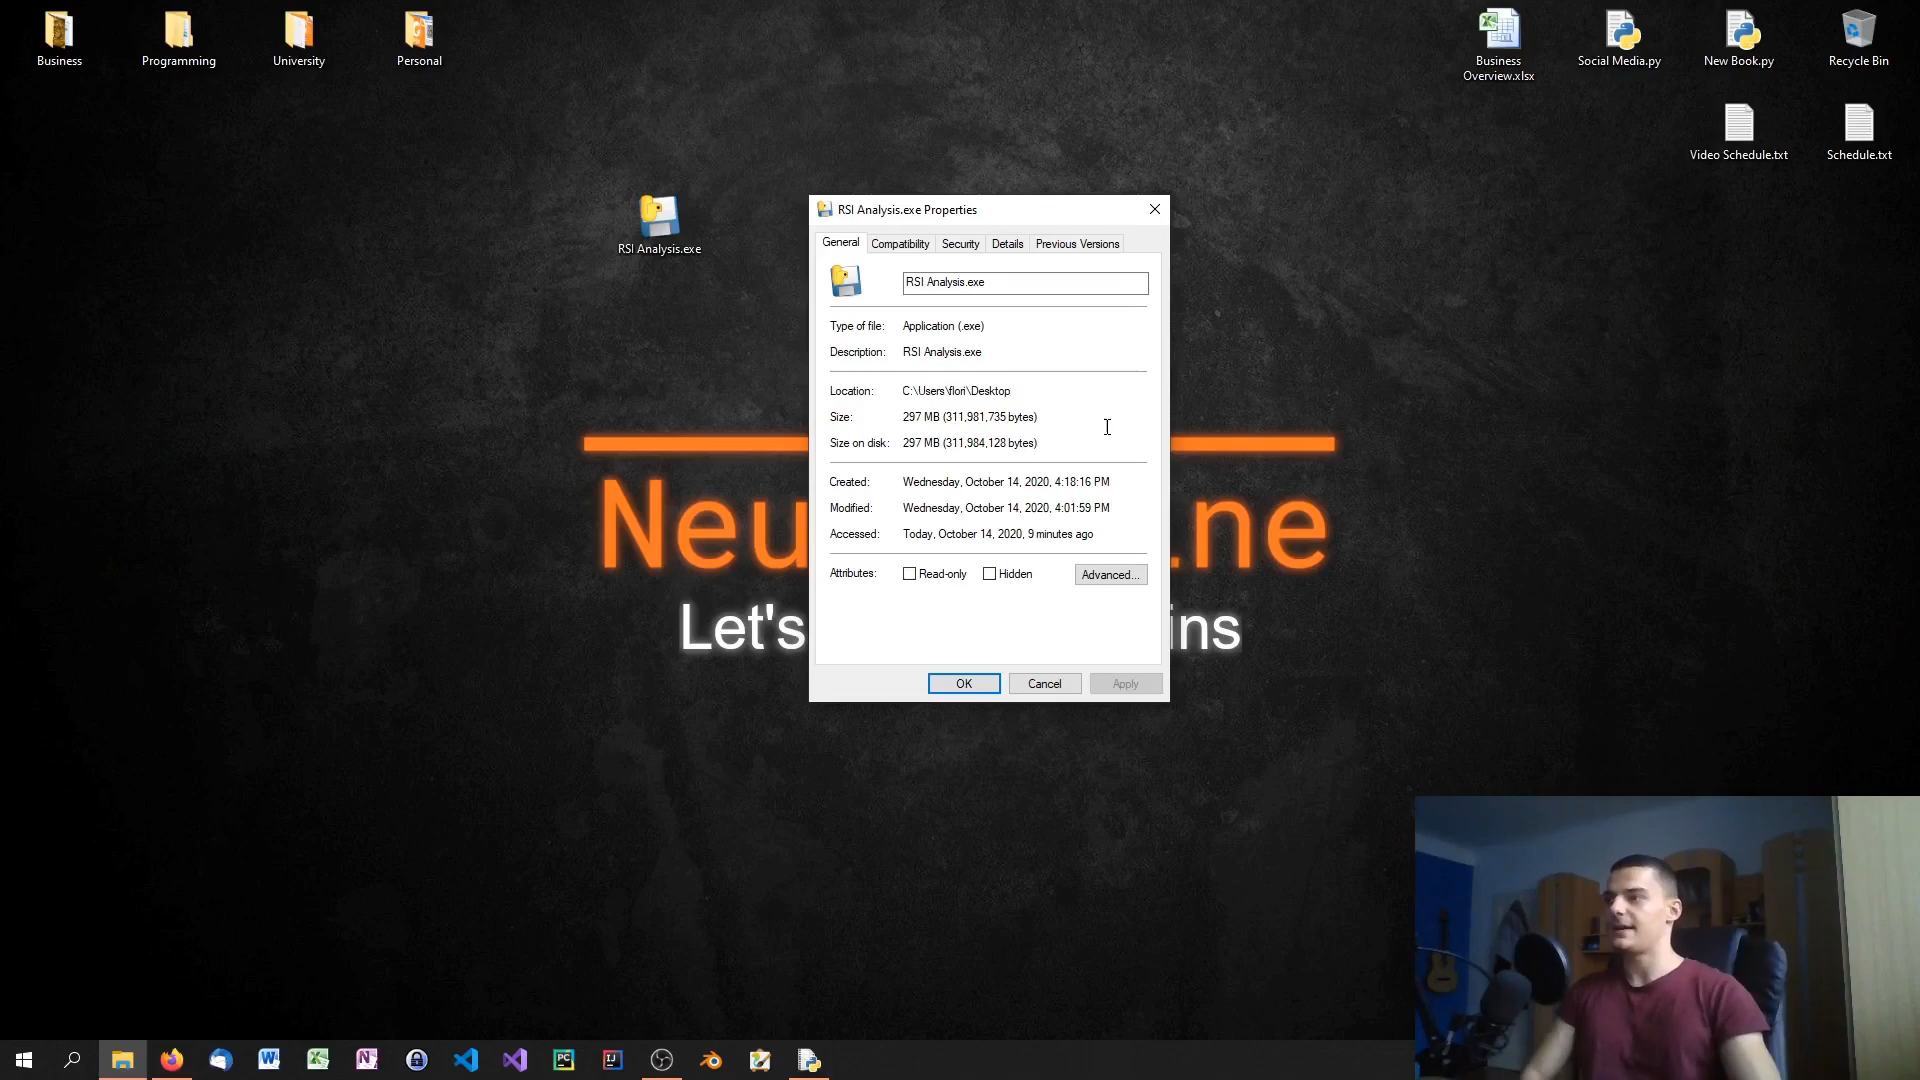 Business
Programming
University
Personal
Business
Overview.xlsx
Social Media.py
New Book.py
Recycle Bin
Video Schedule.txt
Schedule.txt
RSI Analysis.exe
RSI Analysis.exe Properties
General
Compatibility
Security
Details
Previous Versions
RSI Analysis.exe
Type of file: Application (.exe)
Description: RSI Analysis.exe
Location: C:\Users\flori\Desktop
Size: 297 MB (311,981,735 bytes)
Size on disk: 297 MB (311,984,128 bytes)
Created: Wednesday, October 14, 2020, 4:18:16 PM
Modified: Wednesday, October 14, 2020, 4:01:59 PM
Accessed: Today, October 14, 2020, 9 minutes ago
Attributes: Read-only Hidden Advanced...
OK Cancel Apply
Neu ne
Let's ins